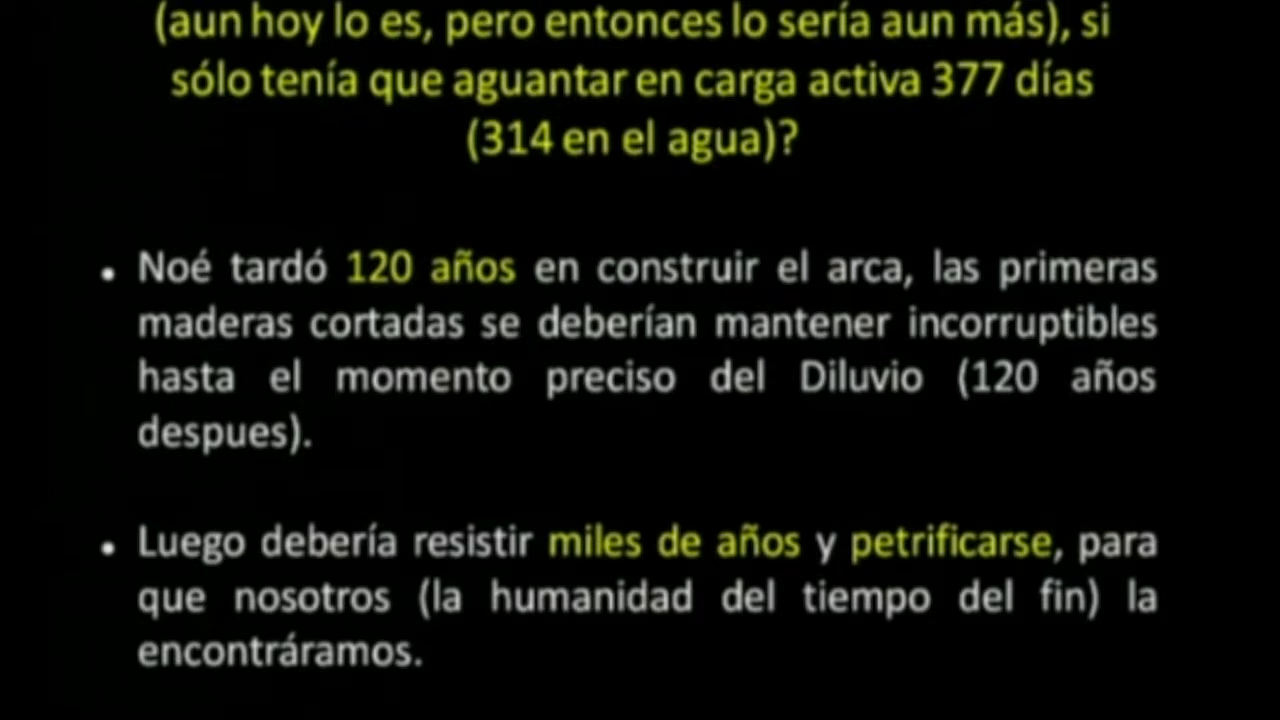 (aun hoy lo es, pero entonces lo sería aun más), si
sólo tenía que aguantar en carga activa 377 días
(314 en el agua)?
• Noé tardó 120 años en construir el arca, las primeras
maderas cortadas se deberían mantener incorruptibles
hasta el momento preciso del Diluvio (120 años
despues).
• Luego debería resistir miles de años y petrificarse, para
que nosotros (la humanidad del tiempo del fin) la
encontráramos.